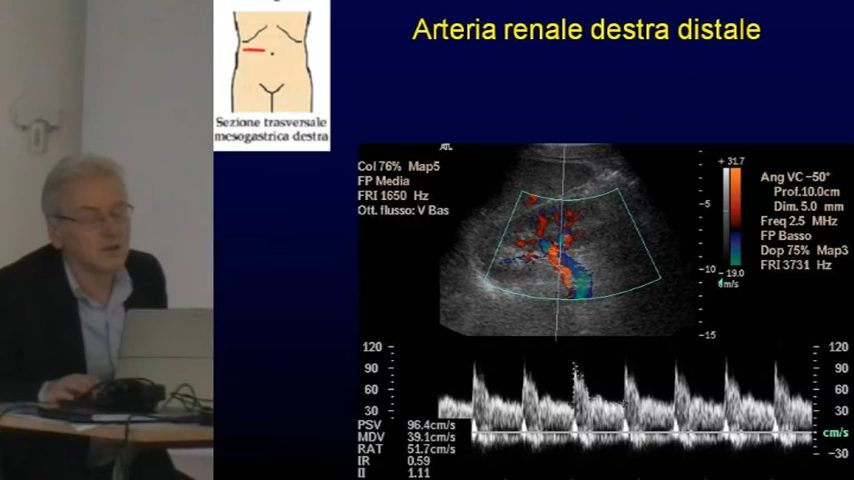 Arteria renale destra distale
Sezione trasversale
mesogastrica destra
ATL
Col 76% Map5
FP Media
FRI 1650 Hz
Ott. flusso: V Bas
+ 31.7
- 19.0
cm/s
-5
-10
-15
Ang VC -50°
Prof.10.0cm
Dim. 5.0 mm
Freq 2.5 MHz
FP Basso
Dop 75% Map3
FRI 3731 Hz
120
90
60
30
120
90
60
30
cm/s
-30
PSV 96.4cm/s
MDV 39.1cm/s
RAT 51.7cm/s
IR 0.59
II 1.11